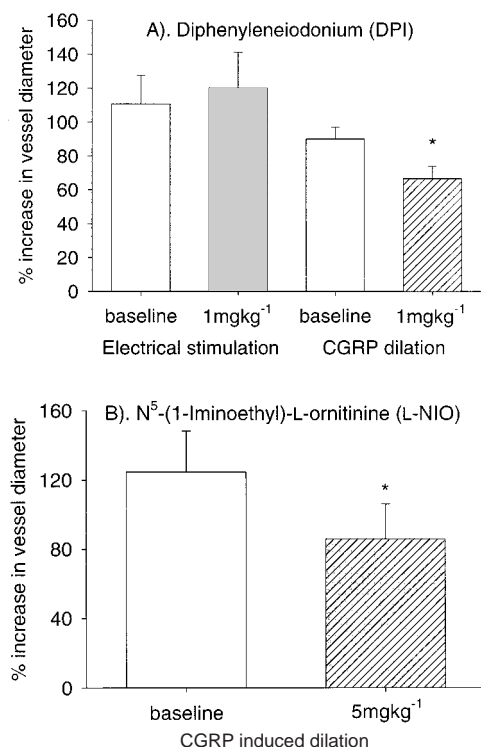 A). Diphenyleneiodonium (DPI)
% increase in vessel diameter
160
140
120
100
80
60
40
20
0
*
baseline 1mgkg⁻¹ baseline 1mgkg⁻¹
Electrical stimulation CGRP dilation
B). N⁵-(1-Iminoethyl)-L-ornitinine (L-NIO)
% increase in vessel diameter
160
120
80
40
0
*
baseline 5mgkg⁻¹
CGRP induced dilation